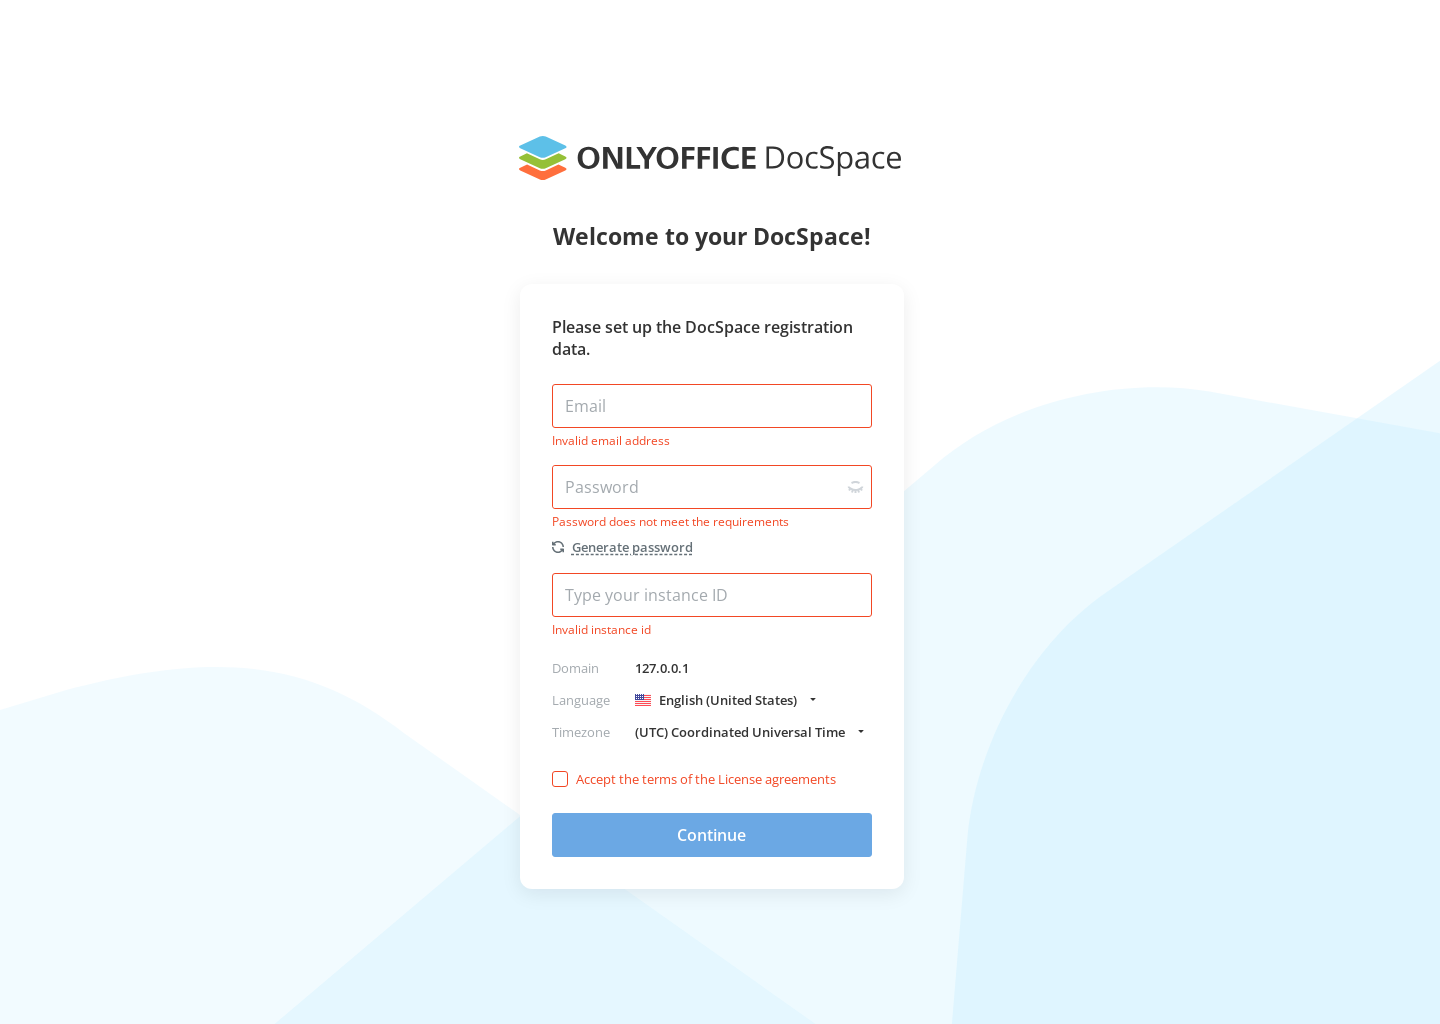 ONLYOFFICE DocSpace
Welcome to your DocSpace!
Please set up the DocSpace registration
data.
Email
Invalid email address
Password
Password does not meet the requirements
Generate password
Type your instance ID
Invalid instance id
Domain 127.0.0.1
Language English (United States)
Timezone (UTC) Coordinated Universal Time
Accept the terms of the License agreements
Continue